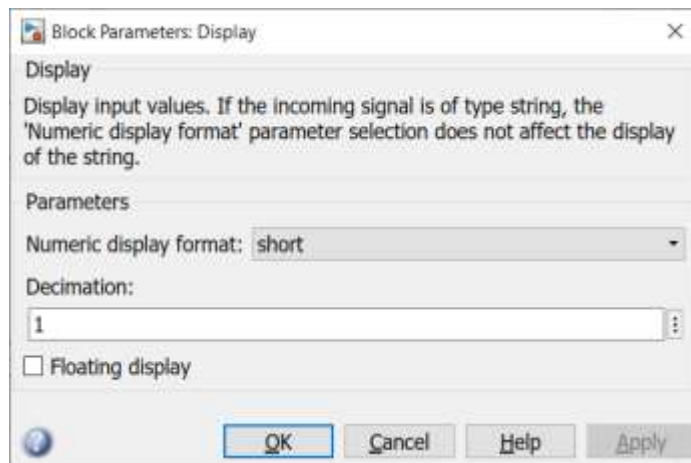 Block Parameters: Display
Display
Display input values. If the incoming signal is of type string, the
'Numeric display format' parameter selection does not affect the display
of the string.
Parameters
Numeric display format: short
Decimation:
1
Floating display
OK Cancel Help Apply